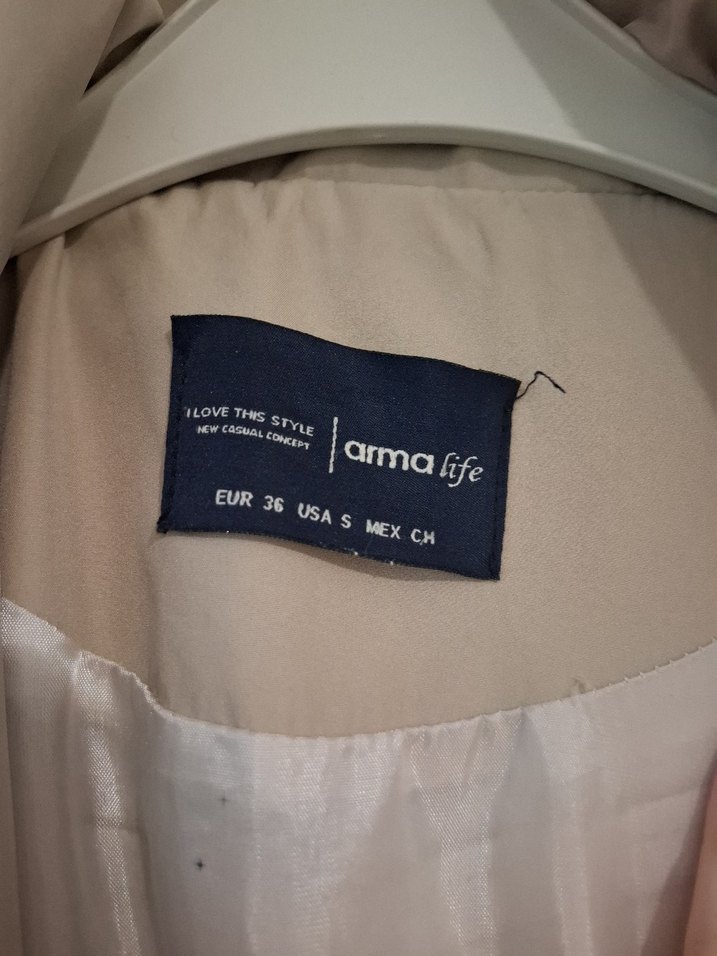 I LOVE THIS STYLE
NEW CASUAL CONCEPT
arma life
EUR 36 USA S MEX CH